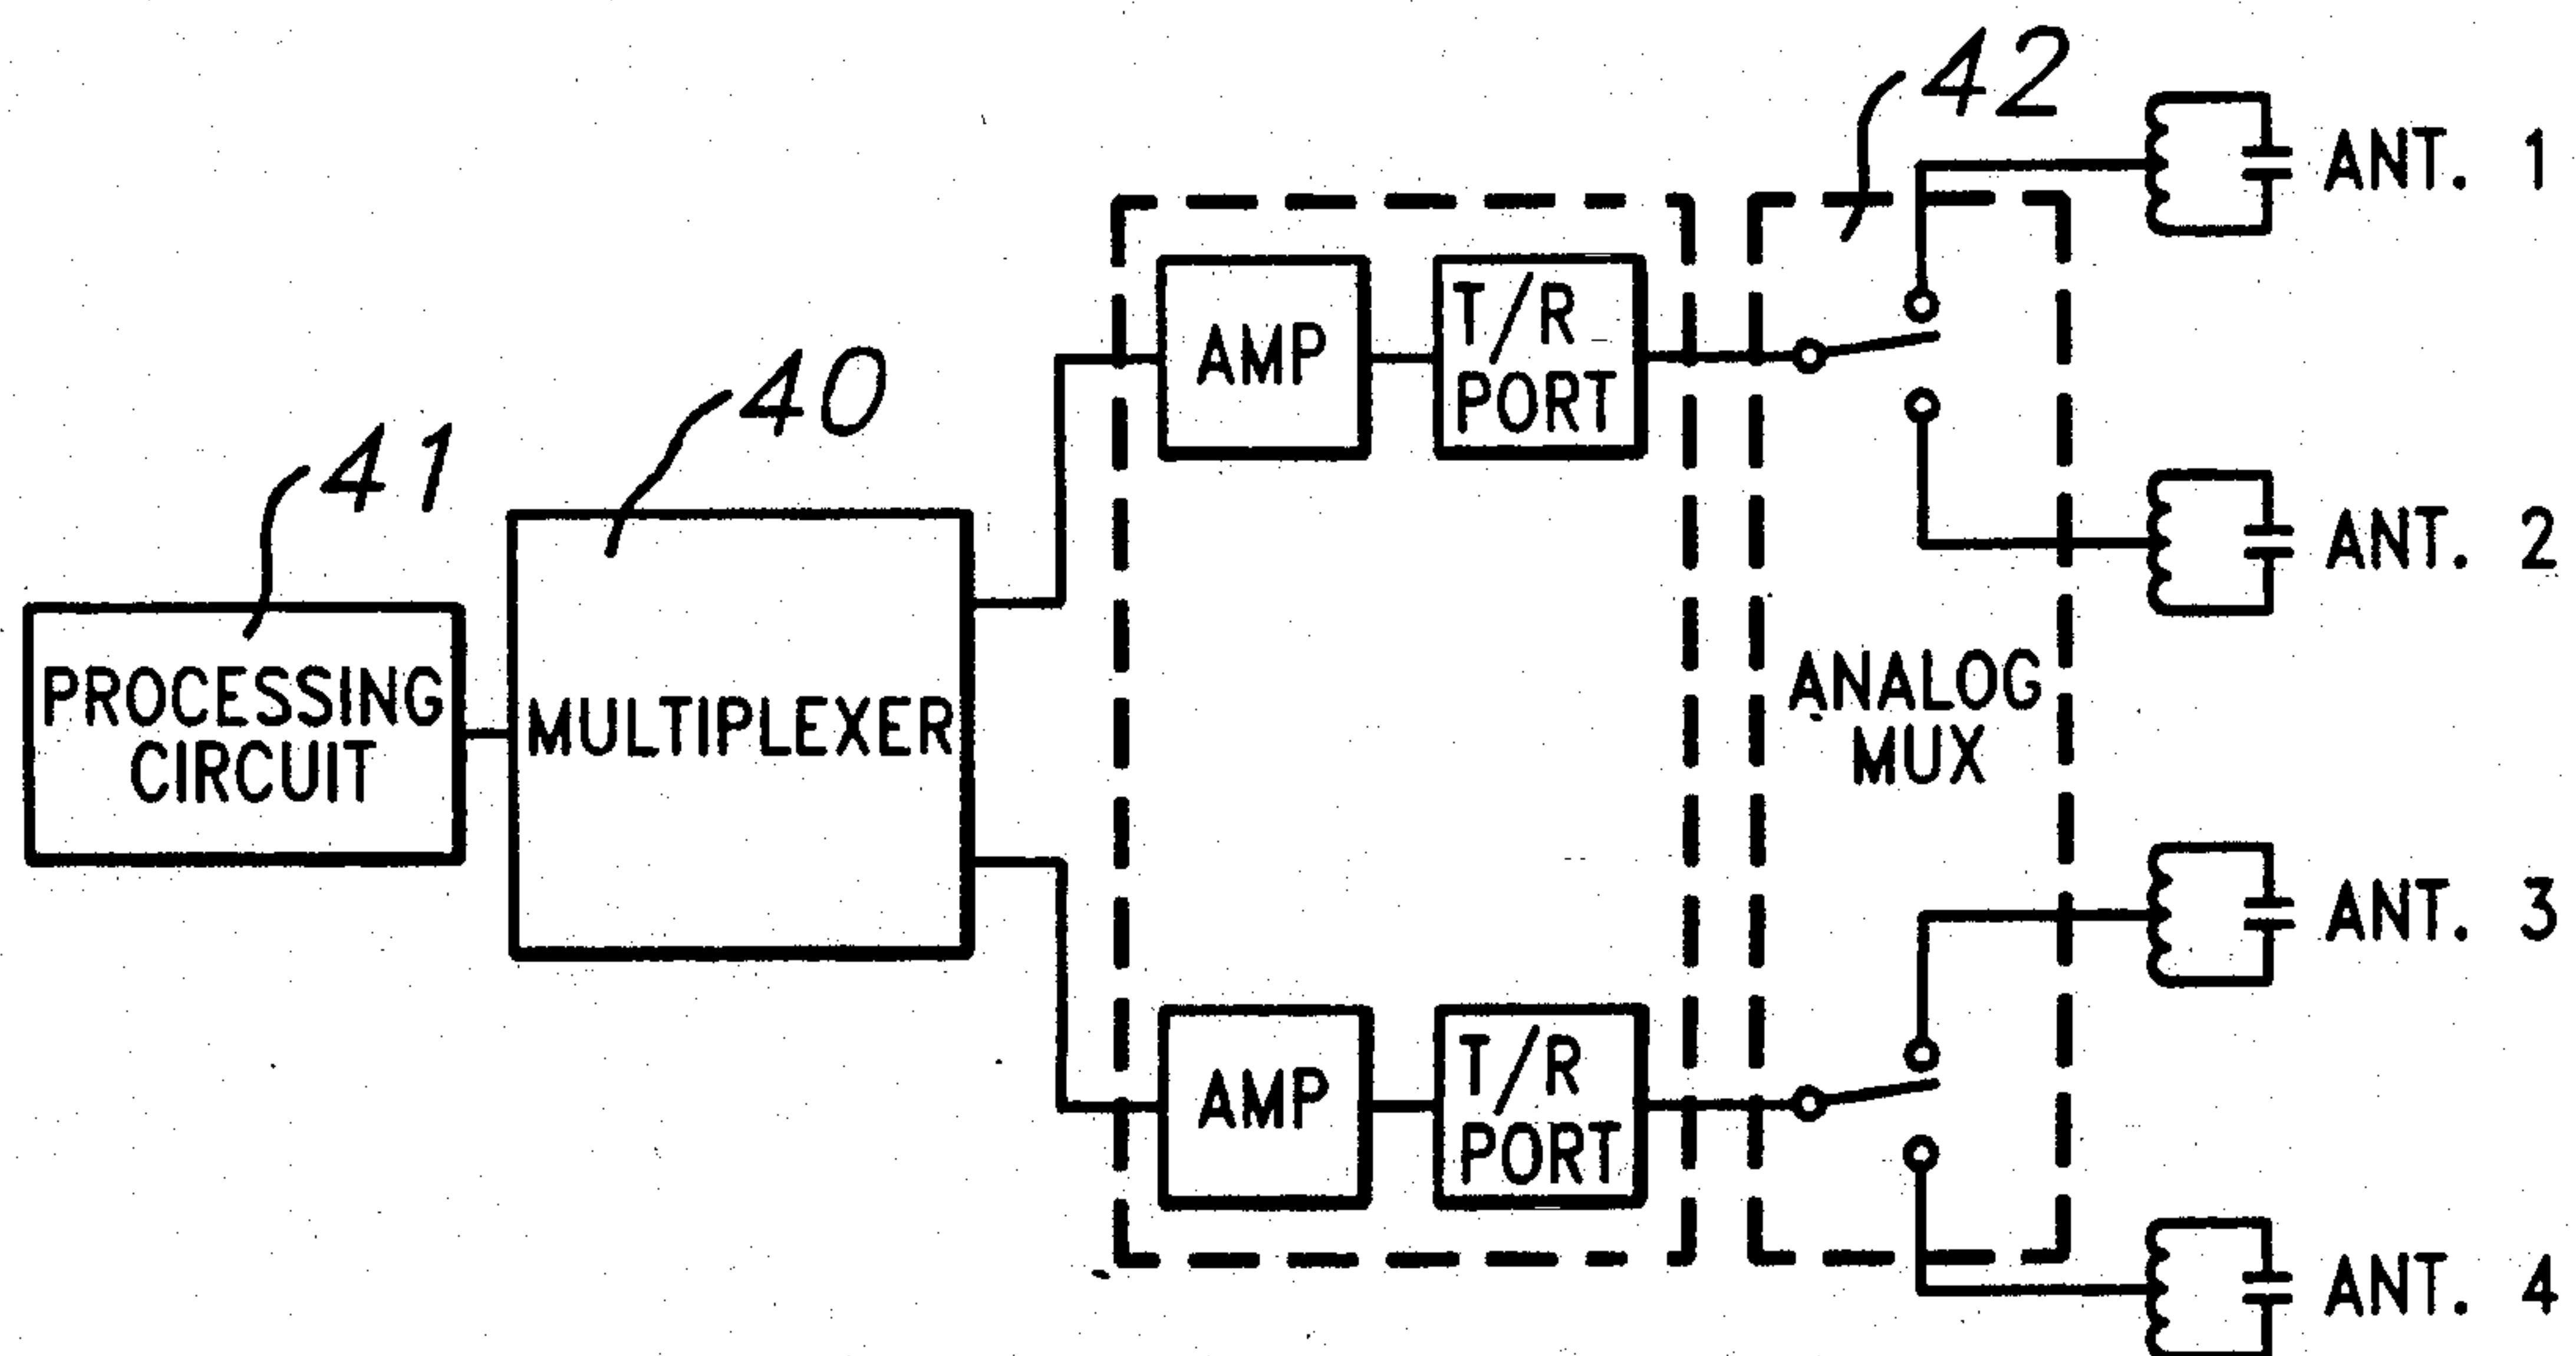 42
ANT. 1
40
AMP
T/R
PORT
41
ANT. 2
PROCESSING
CIRCUIT
MULTIPLEXER
ANALOG
MUX
ANT. 3
AMP
T/R
PORT
ANT. 4